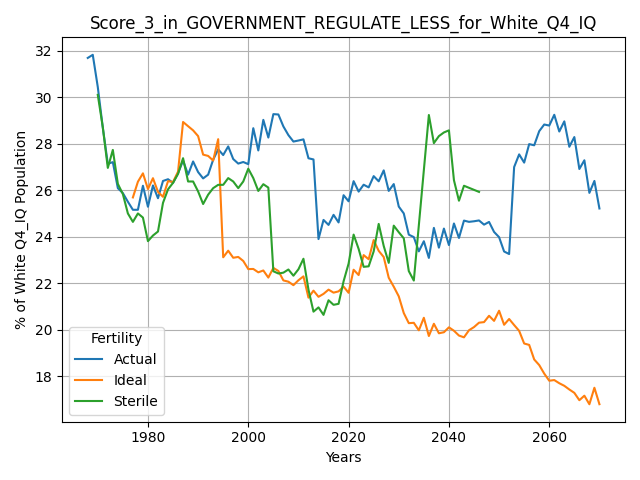 Score_3_in_GOVERNMENT_REGULATE_LESS_for_White_Q4_IQ
% of White Q4_IQ Population
32
30
28
26
24
22
20
18
Fertility
Actual
Ideal
Sterile
1980 2000 2020 2040 2060
Years